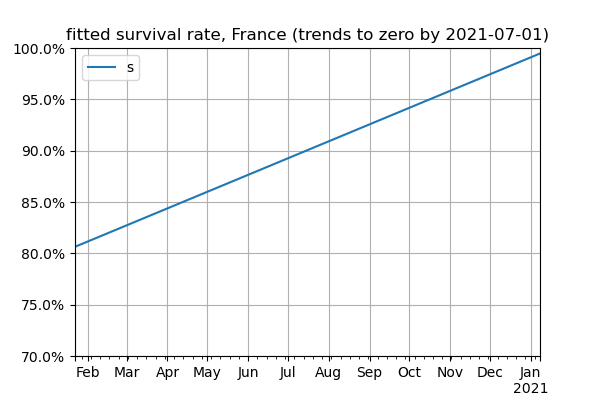 fitted survival rate, France (trends to zero by 2021-07-01)
100.0%
s
95.0%
90.0%
85.0%
80.0%
75.0%
70.0%
Feb Mar Apr May Jun Jul Aug Sep Oct Nov Dec Jan
2021